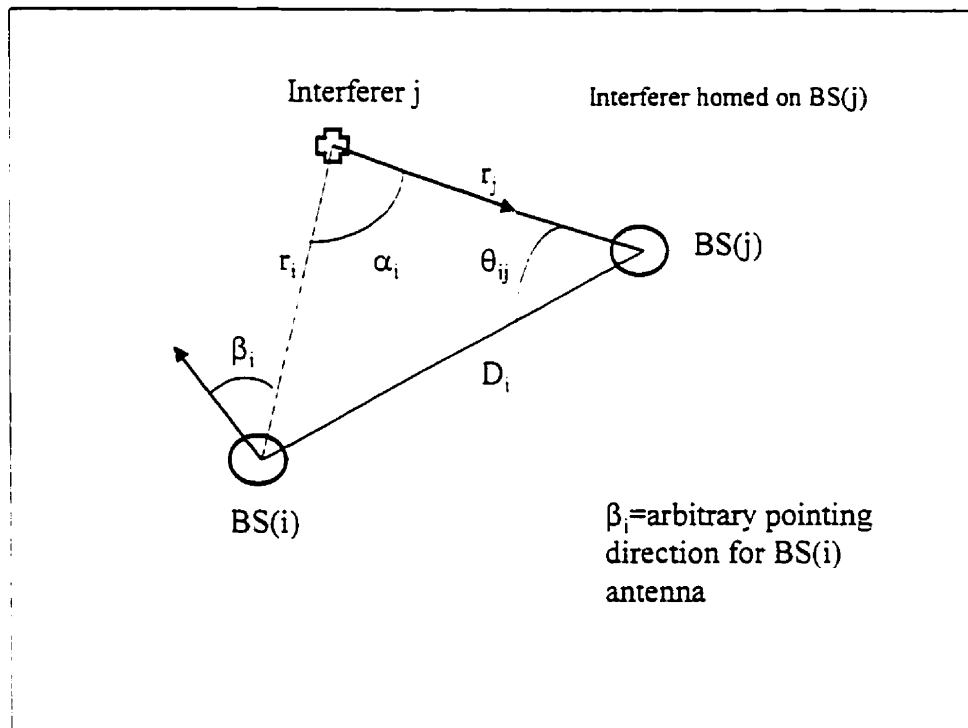 Interferer j
Interferer homed on BS(j)
r_j
BS(j)
r_i
α_i
θ_ij
β_i
D_i
BS(i)
β_i=arbitrary pointing
direction for BS(i)
antenna